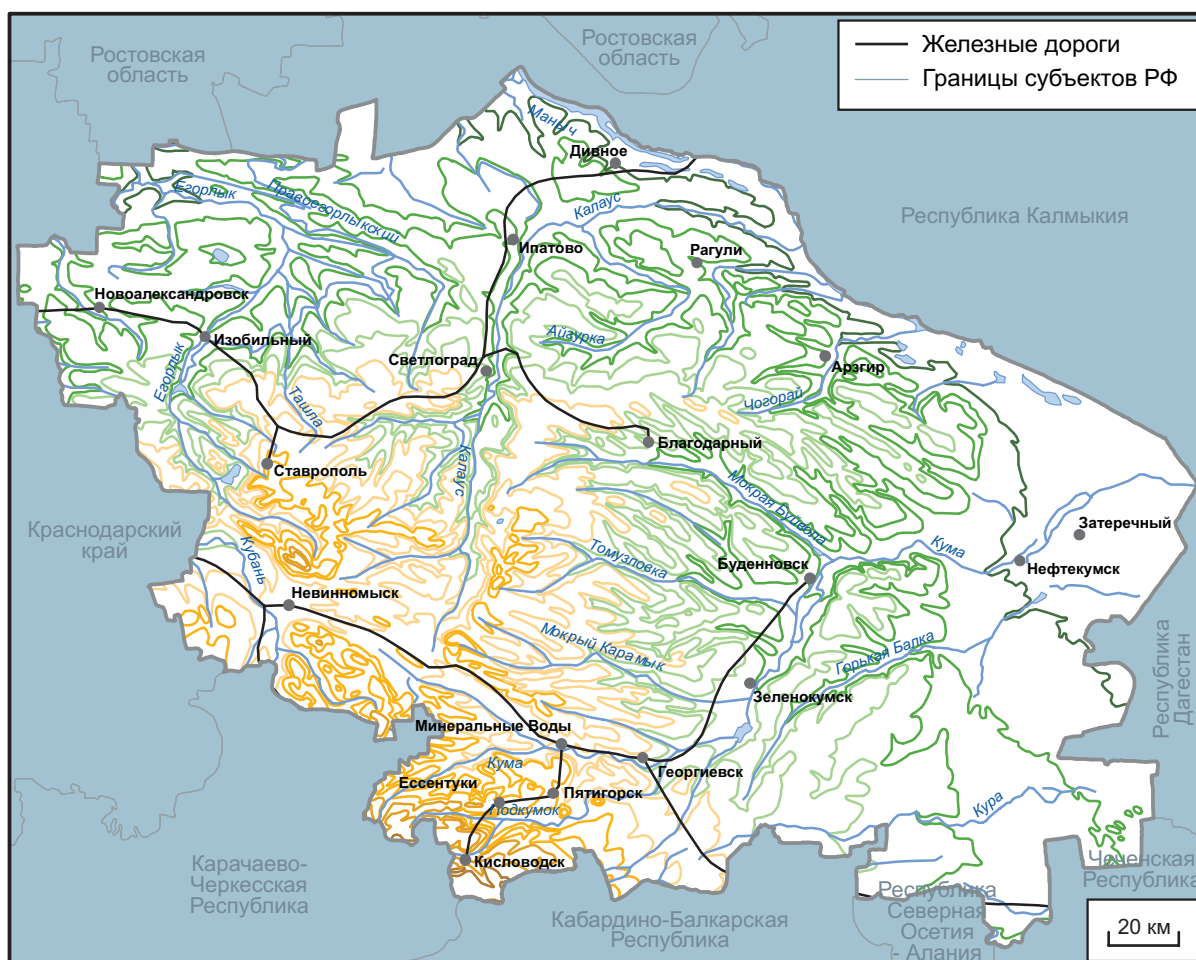 Ростовская
область
Ростовская
область
Железные дороги
Границы субъектов РФ
Маныч
Дивное
Егорлык
Правоегорлыкский
Калаус
Республика Калмыкия
Ипатово
Рагули
Новоалександровск
Изобильный
Айгурка
Светлоград
Арзгир
Егорлык
Ташла
Чогорай
Благодарный
Ставрополь
Калаус
Мокрая Буйвола
Краснодарский
край
Затеречный
Кубань
Томузловка
Кума
Буденновск
Нефтекумск
Невинномыск
Мокрый Карамык
Горькая Балка
Республика
Дагестан
Зеленокумск
Минеральные Воды
Кума
Георгиевск
Ессентуки
Пятигорск
Подкумок
Кура
Кисловодск
Карачаево-
Черкесская
Республика
Чеченская
Республика
Кабардино-Балкарская
Республика
Республика
Северная
Осетия
- Алания
20 км